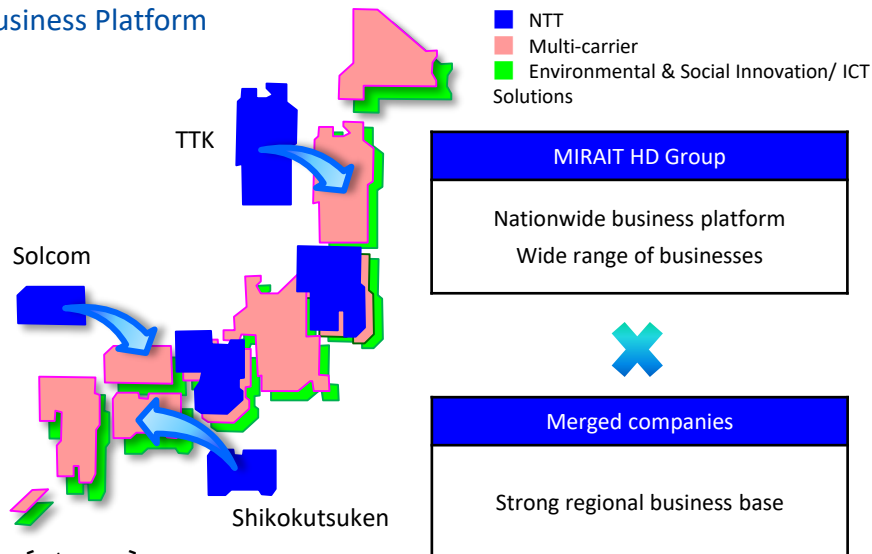 usiness Platform
NTT
Multi-carrier
Environmental & Social Innovation/ ICT
Solutions
TTK
MIRAIT HD Group
Nationwide business platform
Wide range of businesses
Solcom
Merged companies
Strong regional business base
Shikokutsuken